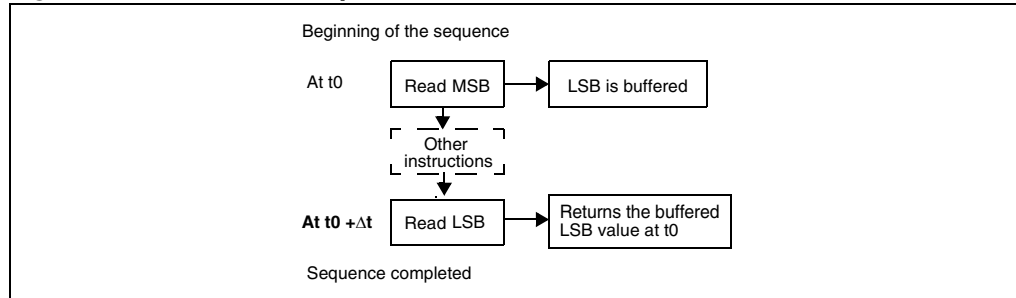 Beginning of the sequence
At t0
Read MSB
LSB is buffered
Other
instructions
At t0 +Δt
Read LSB
Returns the buffered
LSB value at t0
Sequence completed